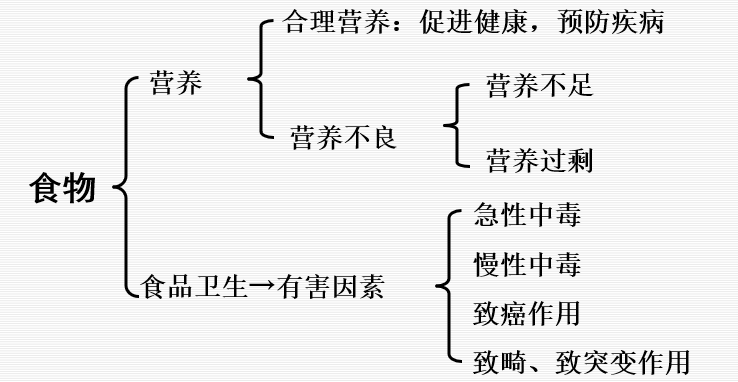 合理营养：促进健康，预防疾病
营养
营养不足
营养不良
营养过剩
食物
急性中毒
慢性中毒
食品卫生→有害因素
致癌作用
致畸、致突变作用